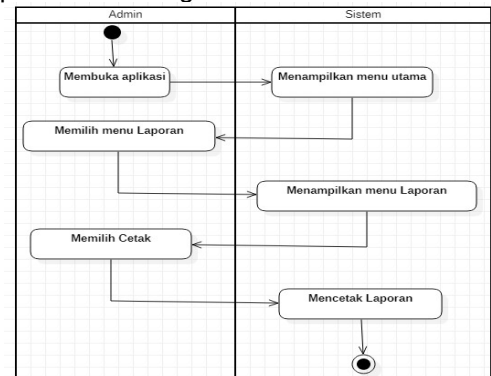 Admin
Sistem
Membuka aplikasi
Menampilkan menu utama
Memilih menu Laporan
Menampilkan menu Laporan
Memilih Cetak
Mencetak Laporan